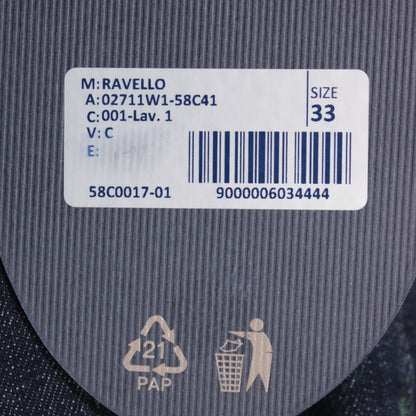 M: RAVELLO
A: 02711W1-58C41
C: 001-Lav. 1
V: C
E:
SIZE
33
58C0017-01
9000006034444
21
PAP